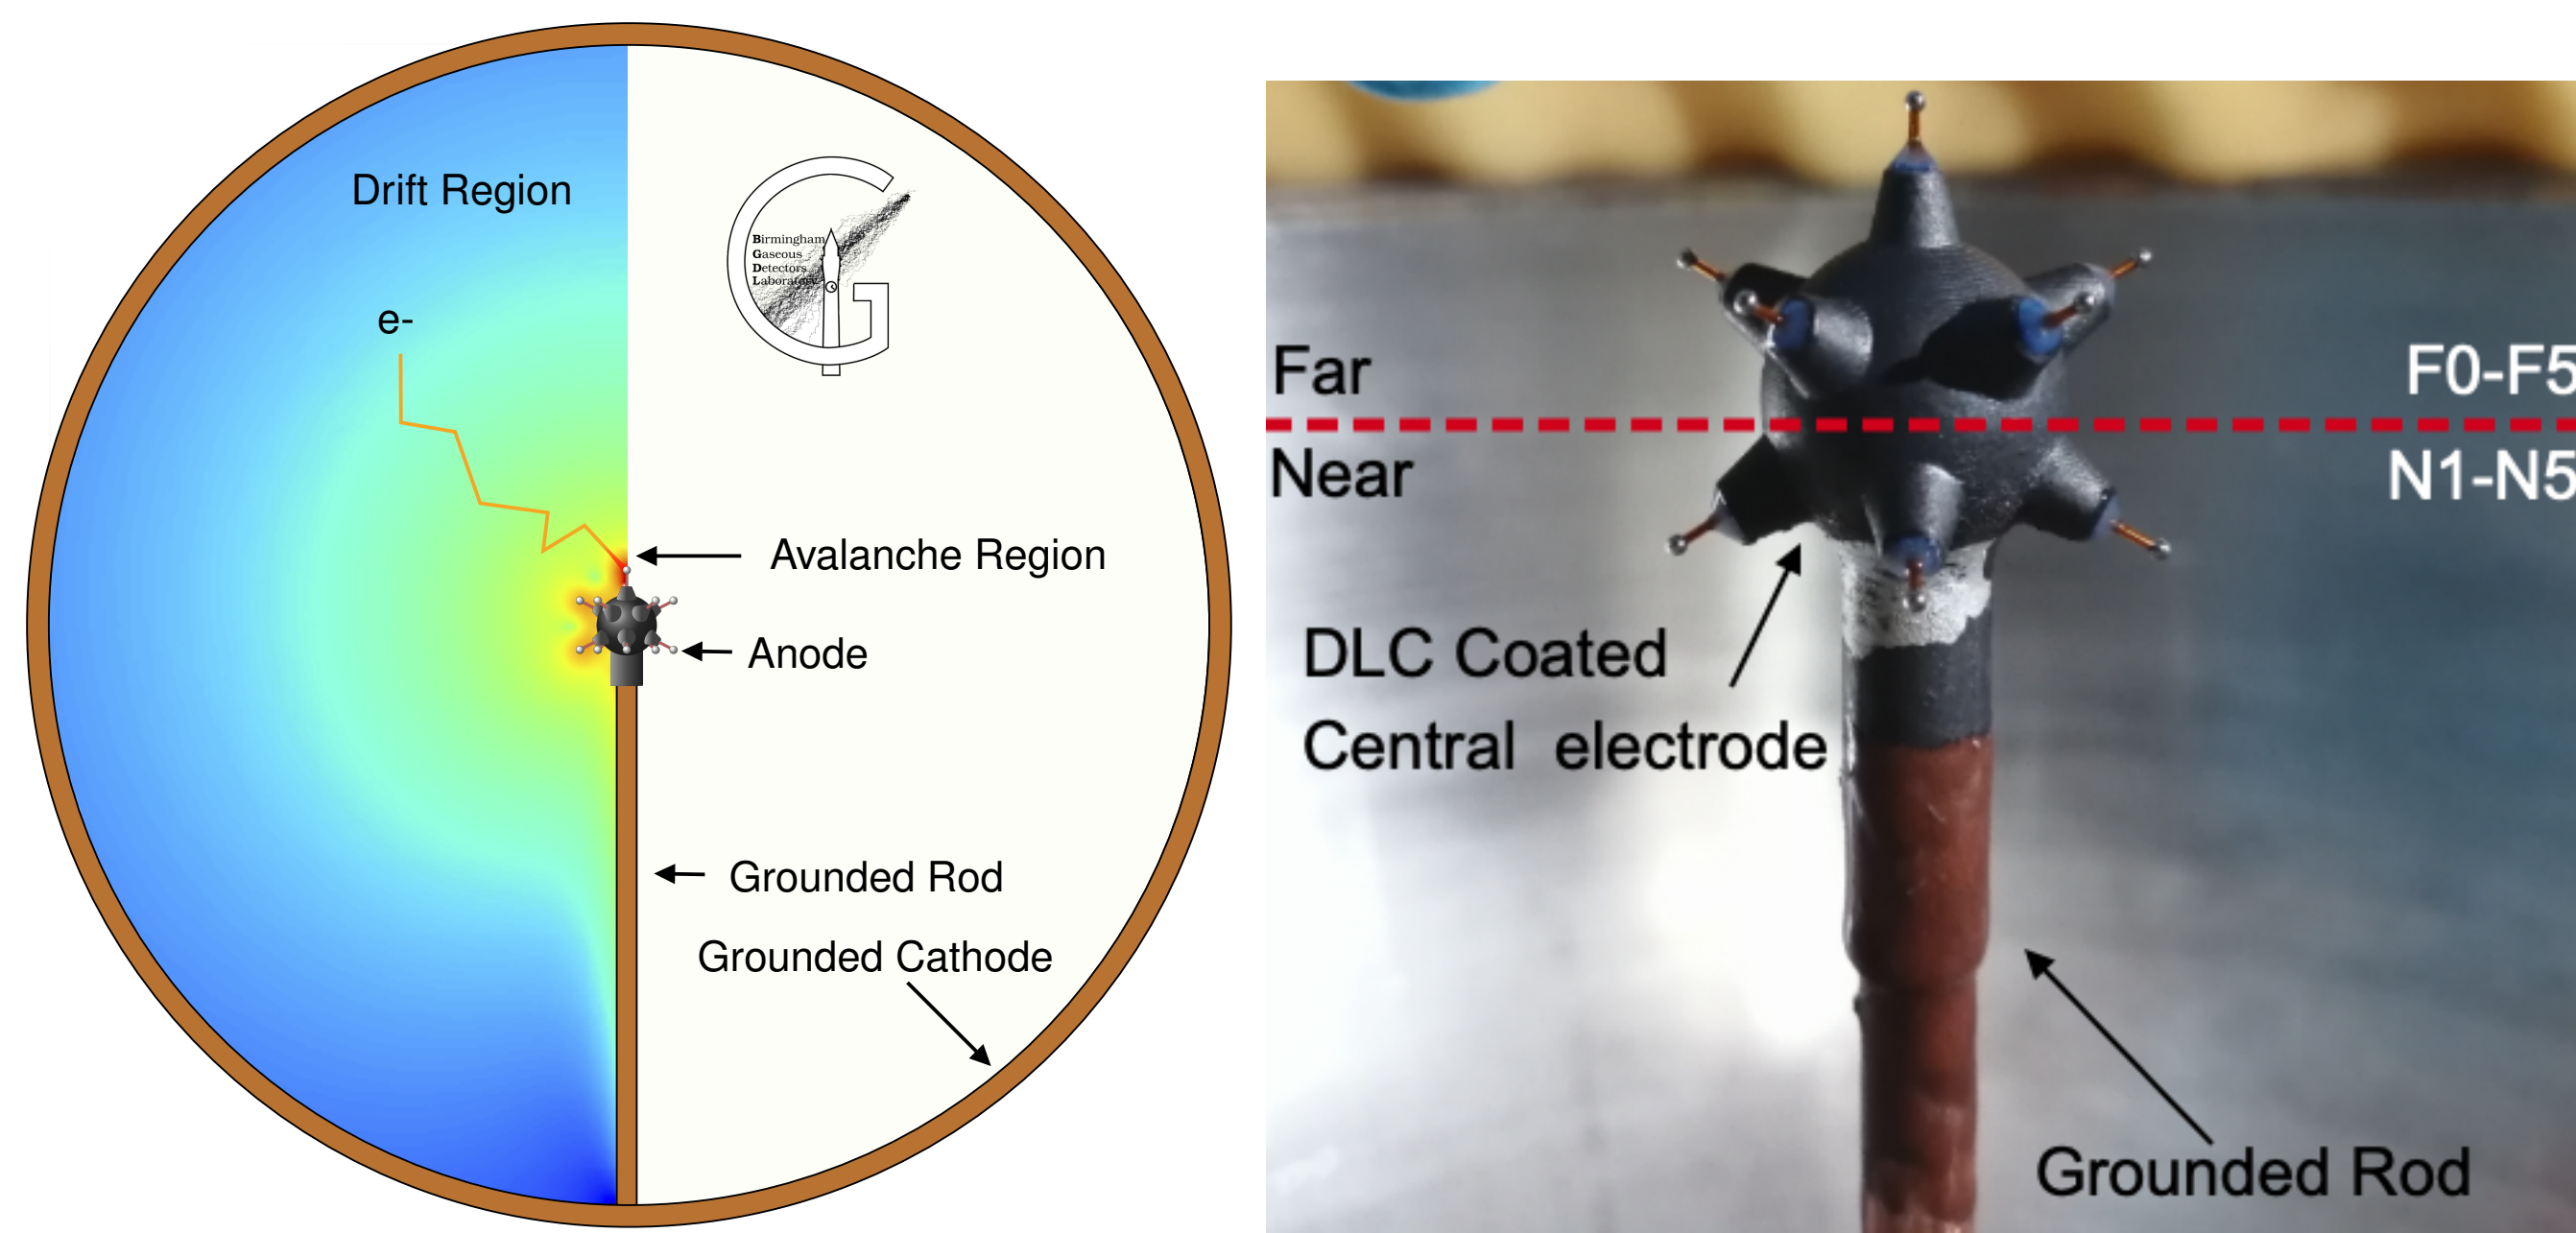 Drift Region
e-
Birmingham
Gaseous
Detectors
Laboratory
Avalanche Region
Anode
Grounded Rod
Grounded Cathode
Far
F0-F5
Near
N1-N5
DLC Coated
Central electrode
Grounded Rod